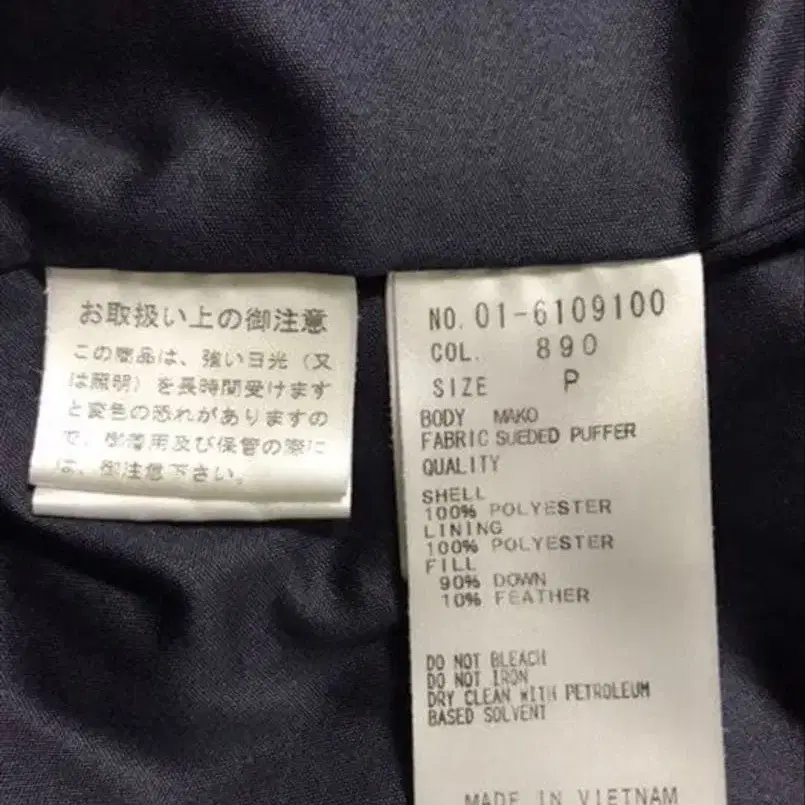 お取扱い上の御注意
この商品は、強い日光（又
は照明）を長時間受けます
と変色の恐れがありますの
で、御着用及び保管の際に
は、御注意下さい。
NO. 01-6109100
COL. 890
SIZE P
BODY MAKO
FABRIC SUEDED PUFFER
QUALITY
SHELL
100% POLYESTER
LINING
100% POLYESTER
FILL
90% DOWN
10% FEATHER
DO NOT BLEACH
DO NOT IRON
DRY CLEAN WITH PETROLEUM
BASED SOLVENT
MADE IN VIETNAM